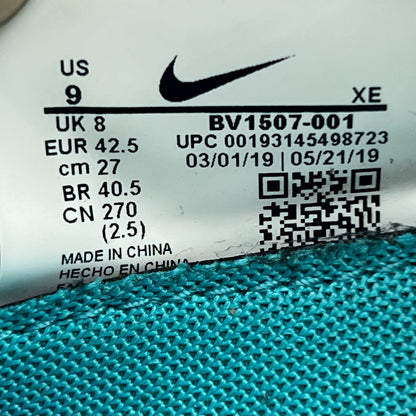 US
9 XE
UK 8 BV1507-001
EUR 42.5 UPC 00193145498723
cm 27 03/01/19 | 05/21/19
BR 40.5
CN 270
(2.5)
MADE IN CHINA
HECHO EN CHINA